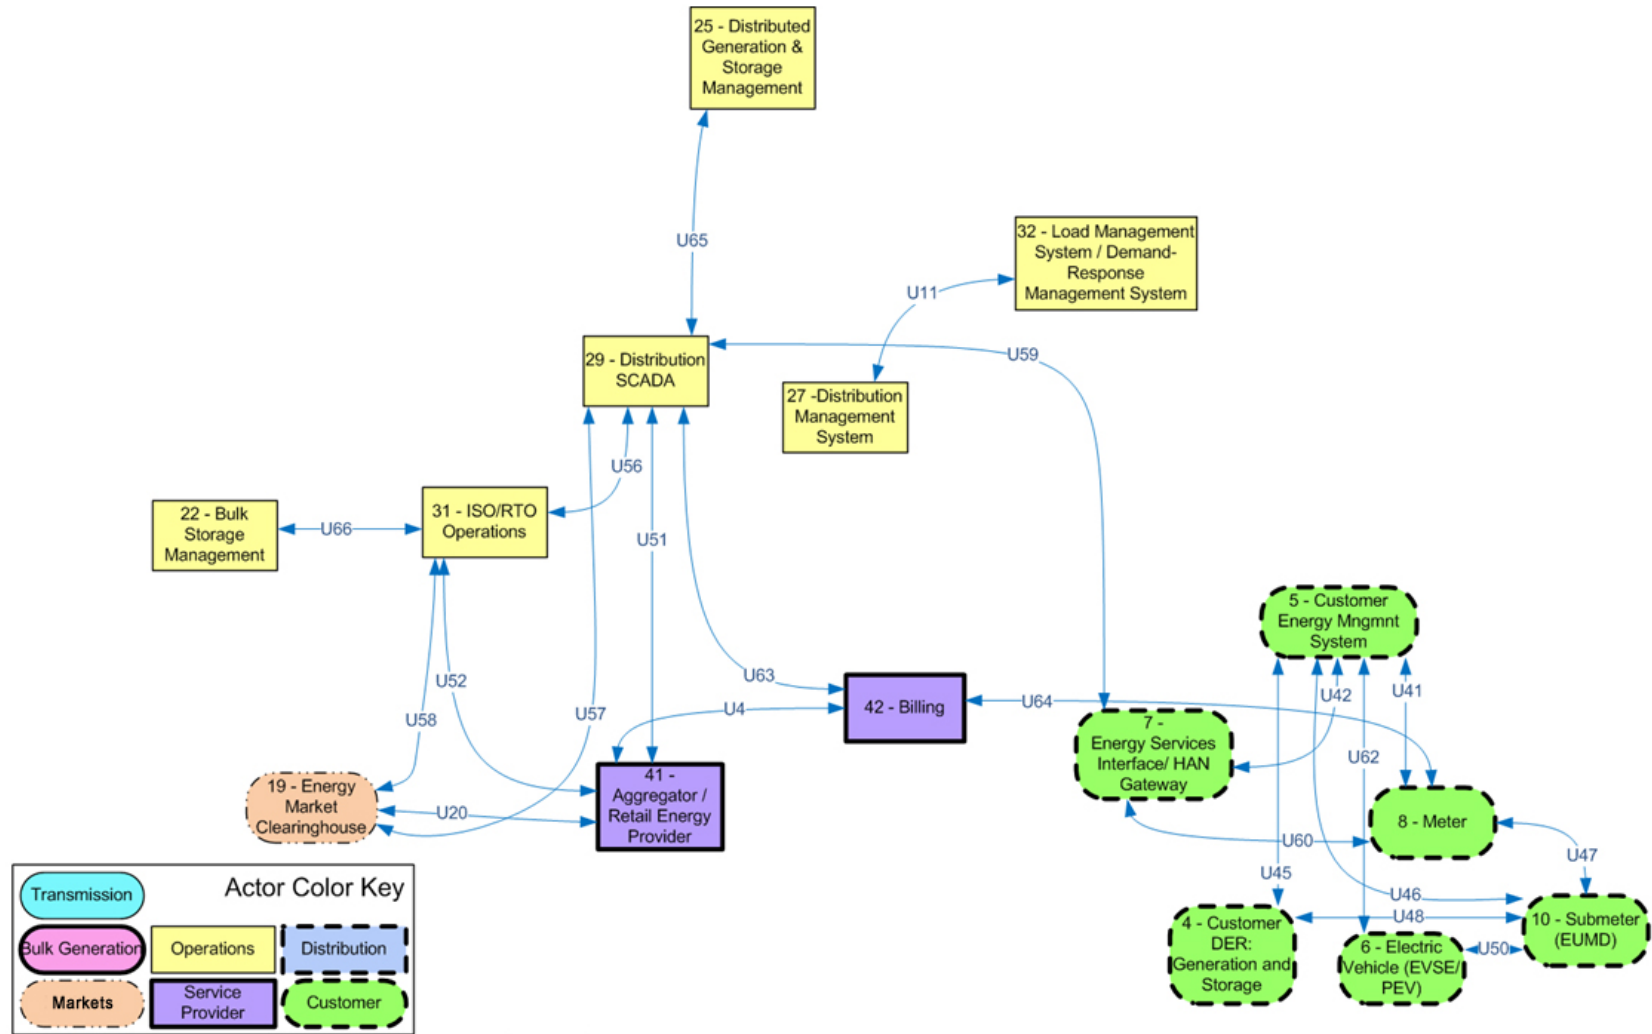 25 - Distributed
Generation &
Storage
Management
U65
32 - Load Management
System / Demand-
Response
Management System
U11
29 - Distribution
SCADA
U59
27 -Distribution
Management
System
U56
22 - Bulk
Storage
Management
U66
31 - ISO/RTO
Operations
U51
5 - Customer
Energy Mngmnt
System
U52
U63
U58
U57
U4
42 - Billing
U64
U42
U41
7 -
Energy Services
Interface/ HAN
Gateway
U62
19 - Energy
Market
Clearinghouse
U20
41 -
Aggregator /
Retail Energy
Provider
8 - Meter
U60
U47
U45
U46
U48
4 - Customer
DER:
Generation and
Storage
6 - Electric
Vehicle (EVSE/
PEV)
U50
10 - Submeter
(EUMD)
Actor Color Key
Transmission
Bulk Generation
Operations
Distribution
Markets
Service
Provider
Customer